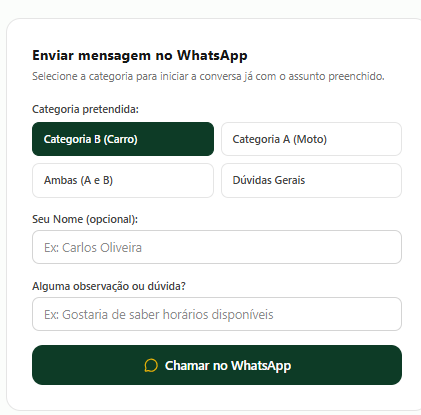 Enviar mensagem no WhatsApp
Selecione a categoria para iniciar a conversa já com o assunto preenchido.
Categoria pretendida:
Categoria B (Carro)
Categoria A (Moto)
Ambas (A e B)
Dúvidas Gerais
Seu Nome (opcional):
Ex: Carlos Oliveira
Alguma observação ou dúvida?
Ex: Gostaria de saber horários disponíveis
Chamar no WhatsApp